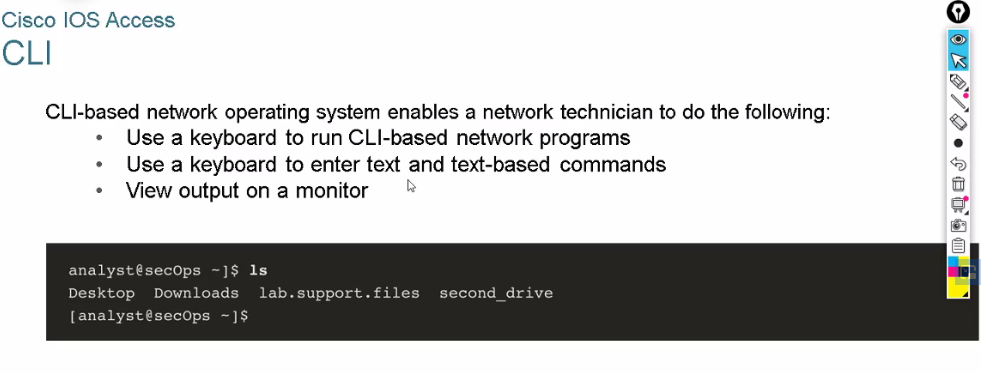 Cisco IOS Access
CLI
CLI-based network operating system enables a network technician to do the following:
• Use a keyboard to run CLI-based network programs
• Use a keyboard to enter text and text-based commands
• View output on a monitor
analyst@secOps ~]$ ls
Desktop Downloads lab.support.files second_drive
[analyst@secOps ~]$